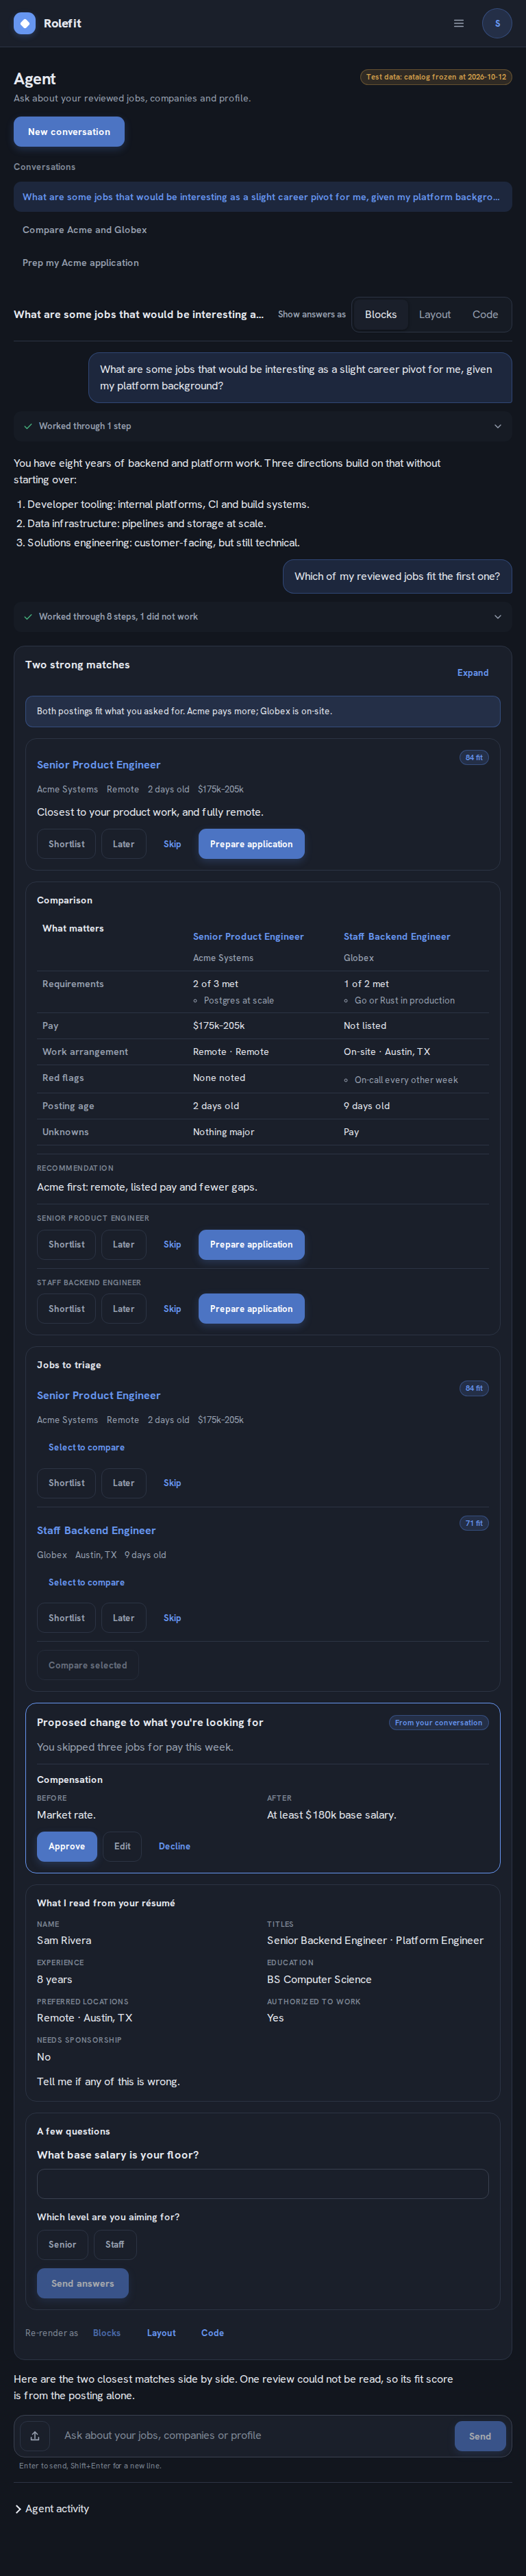 Rolefit
S
Agent
Test data: catalog frozen at 2026-10-12
Ask about your reviewed jobs, companies and profile.
New conversation
Conversations
What are some jobs that would be interesting as a slight career pivot for me, given my platform backgro...
Compare Acme and Globex
Prep my Acme application
What are some jobs that would be interesting a...
Show answers as
Blocks
Layout
Code
What are some jobs that would be interesting as a slight career pivot for me, given
my platform background?
Worked through 1 step
You have eight years of backend and platform work. Three directions build on that without
starting over:
1. Developer tooling: internal platforms, CI and build systems.
2. Data infrastructure: pipelines and storage at scale.
3. Solutions engineering: customer-facing, but still technical.
Which of my reviewed jobs fit the first one?
Worked through 8 steps, 1 did not work
Two strong matches
Expand
Both postings fit what you asked for. Acme pays more; Globex is on-site.
Senior Product Engineer
84 fit
Acme Systems Remote 2 days old $175k–205k
Closest to your product work, and fully remote.
Shortlist
Later
Skip
Prepare application
Comparison
What matters
Senior Product Engineer
Staff Backend Engineer
Acme Systems
Globex
Requirements
2 of 3 met
1 of 2 met
Postgres at scale
Go or Rust in production
Pay
$175k–205k
Not listed
Work arrangement
Remote · Remote
On-site · Austin, TX
Red flags
None noted
On-call every other week
Posting age
2 days old
9 days old
Unknowns
Nothing major
Pay
RECOMMENDATION
Acme first: remote, listed pay and fewer gaps.
SENIOR PRODUCT ENGINEER
Shortlist
Later
Skip
Prepare application
STAFF BACKEND ENGINEER
Shortlist
Later
Skip
Prepare application
Jobs to triage
Senior Product Engineer
84 fit
Acme Systems Remote 2 days old $175k–205k
Select to compare
Shortlist
Later
Skip
Staff Backend Engineer
71 fit
Globex Austin, TX 9 days old
Select to compare
Shortlist
Later
Skip
Compare selected
Proposed change to what you're looking for
From your conversation
You skipped three jobs for pay this week.
Compensation
BEFORE
AFTER
Market rate.
At least $180k base salary.
Approve
Edit
Decline
What I read from your résumé
NAME
TITLES
Sam Rivera
Senior Backend Engineer · Platform Engineer
EXPERIENCE
EDUCATION
8 years
BS Computer Science
PREFERRED LOCATIONS
AUTHORIZED TO WORK
Remote · Austin, TX
Yes
NEEDS SPONSORSHIP
No
Tell me if any of this is wrong.
A few questions
What base salary is your floor?
Which level are you aiming for?
Senior
Staff
Send answers
Re-render as
Blocks
Layout
Code
Here are the two closest matches side by side. One review could not be read, so its fit score
is from the posting alone.
Ask about your jobs, companies or profile
Send
Enter to send, Shift+Enter for a new line.
Agent activity